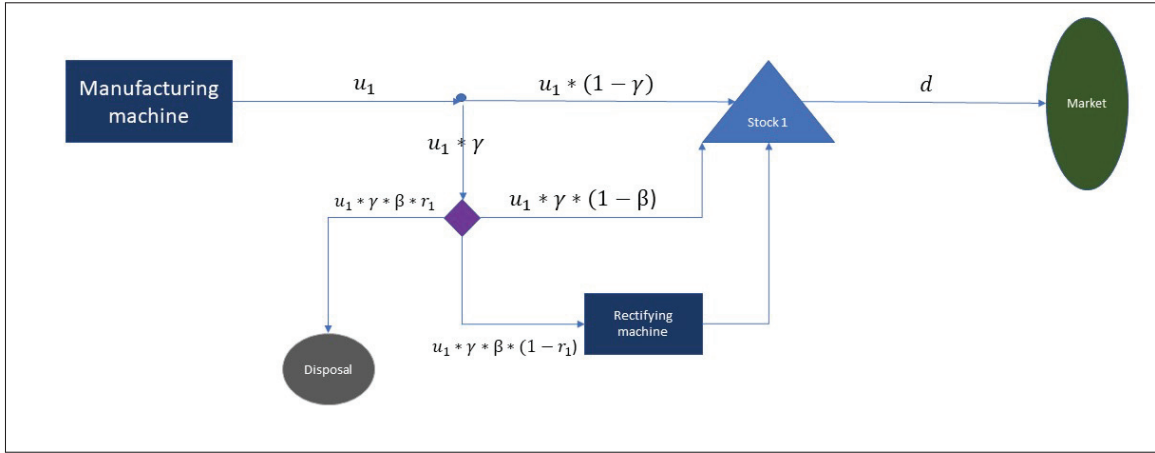 Manufacturing
machine
u₁
u₁ * (1 − γ)
d
Stock 1
Market
u₁ * γ
u₁ * γ * β * r₁
u₁ * γ * (1 − β)
Rectifying
machine
u₁ * γ * β * (1 − r₁)
Disposal